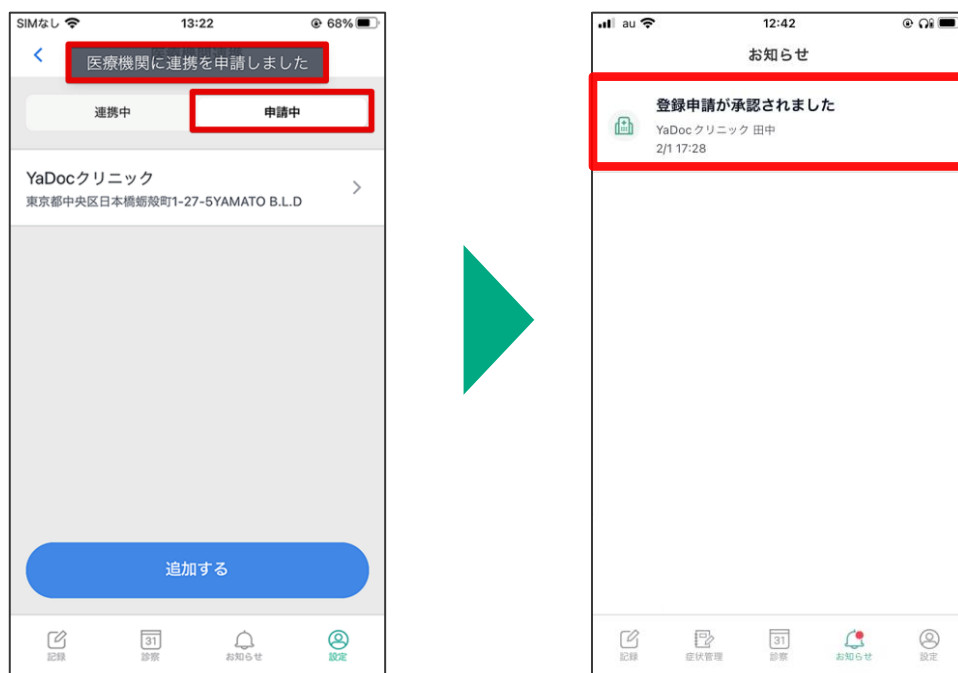 SIMなし 13:22 68%
医療機関に連携を申請しました
連携中 申請中
YaDocクリニック
東京都中央区日本橋蛎殻町1-27-5YAMATO B.L.D
追加する
記録 診察 お知らせ 設定
au 12:42
お知らせ
登録申請が承認されました
YaDoc クリニック 田中
2/1 17:28
記録 症状管理 診察 お知らせ 設定